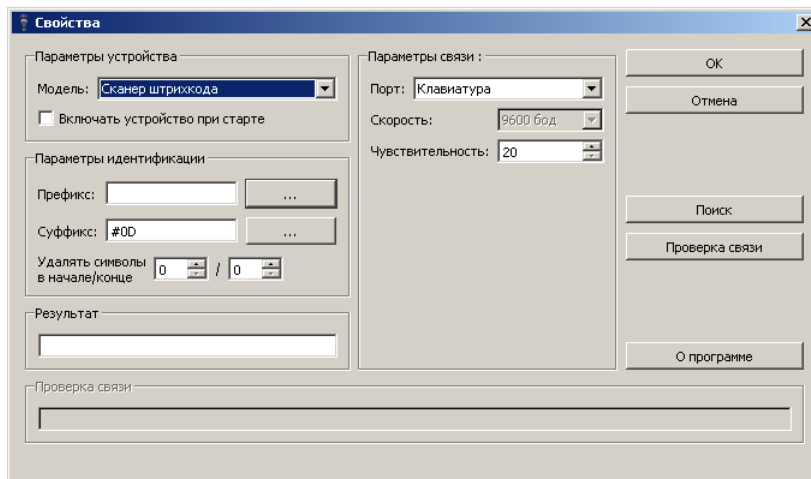 Свойства
Параметры устройства
Модель: Сканер штрихкода
Включать устройство при старте
Параметры идентификации
Префикс: ...
Суффикс: #0D ...
Удалять символы
в начале/конце 0 / 0
Результат
Параметры связи :
Порт: Клавиатура
Скорость: 9600 бод
Чувствительность: 20
ОК
Отмена
Поиск
Проверка связи
О программе
Проверка связи